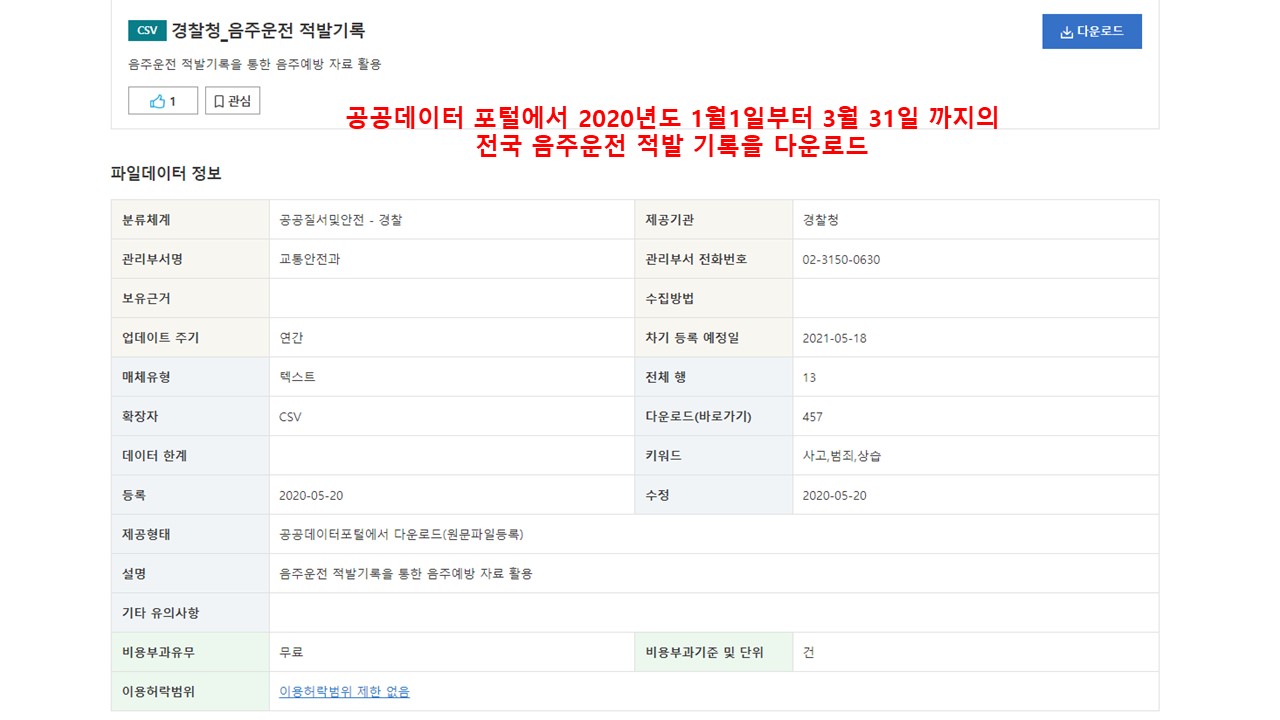 CSV 경찰청_음주운전 적발기록
다운로드
음주운전 적발기록을 통한 음주예방 자료 활용
1 관심
공공데이터 포털에서 2020년도 1월1일부터 3월 31일 까지의
전국 음주운전 적발 기록을 다운로드
파일데이터 정보
분류체계 공공질서및안전 - 경찰 제공기관 경찰청
관리부서명 교통안전과 관리부서 전화번호 02-3150-0630
보유근거 수집방법
업데이트 주기 연간 차기 등록 예정일 2021-05-18
매체유형 텍스트 전체 행 13
확장자 CSV 다운로드(바로가기) 457
데이터 한계 키워드 사고,범죄,상습
등록 2020-05-20 수정 2020-05-20
제공형태 공공데이터포털에서 다운로드(원문파일등록)
설명 음주운전 적발기록을 통한 음주예방 자료 활용
기타 유의사항
비용부과유무 무료 비용부과기준 및 단위 건
이용허락범위 이용허락범위 제한 없음